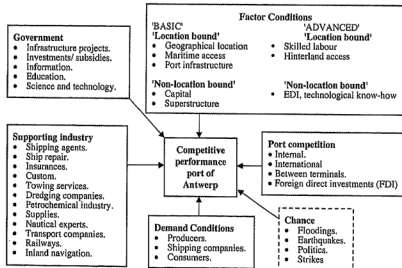 Government
• Infrastructure projects.
• Investments/ subsidies.
• Information.
• Education.
• Science and technology.
Factor Conditions
'BASIC' 'ADVANCED'
'Location bound' 'Location bound'
• Geographical location • Skilled labour
• Maritime access • Hinterland access
• Port infrastructure
'Non-location bound' 'Non-location bound'
• Capital • EDI, technological know-how
• Superstructure
Supporting industry
• Shipping agents.
• Ship repair.
• Insurances.
• Custom.
• Towing services.
• Dredging companies.
• Petrochemical industry.
• Supplies.
• Nautical experts.
• Transport companies.
• Railways.
• Inland navigation.
Competitive
performance
port of
Antwerp
Port competition
• Internal.
• International
• Between terminals.
• Foreign direct investments (FDI)
Demand Conditions
• Producers.
• Shipping companies.
• Consumers.
Chance
• Floodings.
• Earthquakes.
• Politics.
• Strikes